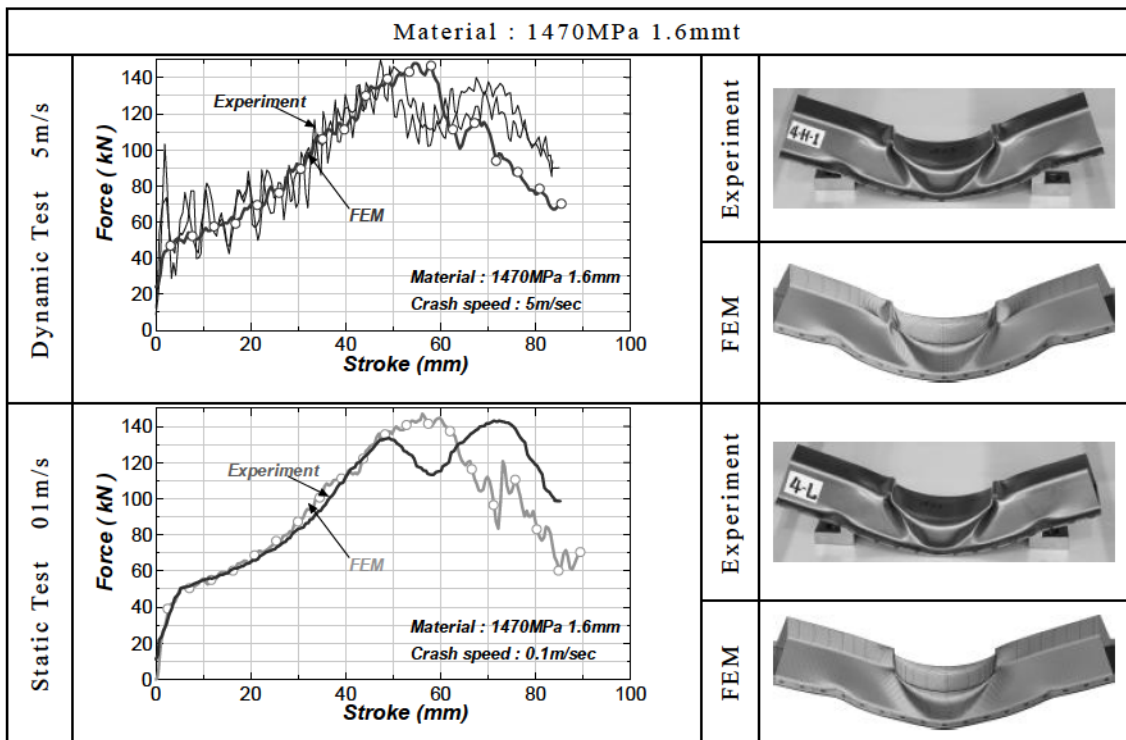 Material : 1470MPa 1.6mmt
Dynamic Test 5m/s
Force ( kN )
140
120
100
80
60
40
20
0
Experiment
FEM
Material : 1470MPa 1.6mm
Crash speed : 5m/sec
0 20 40 60 80 100
Stroke (mm)
Experiment
4-H-1
FEM
Static Test 01m/s
Force ( kN )
140
120
100
80
60
40
20
0
Experiment
FEM
Material : 1470MPa 1.6mm
Crash speed : 0.1m/sec
0 20 40 60 80 100
Stroke (mm)
Experiment
4-L
FEM